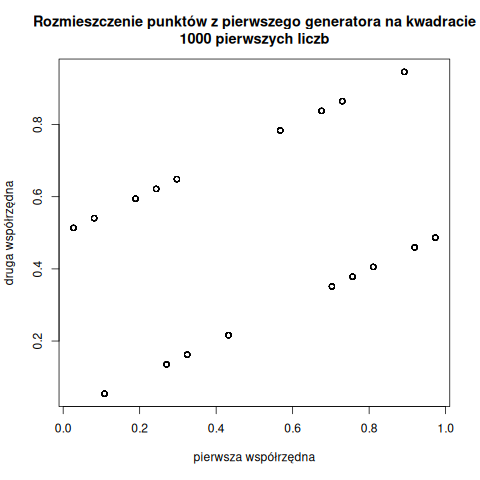 Rozmieszczenie punktów z pierwszego generatora na kwadracie
1000 pierwszych liczb
druga współrzędna
0.8
0.6
0.4
0.2
0.0 0.2 0.4 0.6 0.8 1.0
pierwsza współrzędna